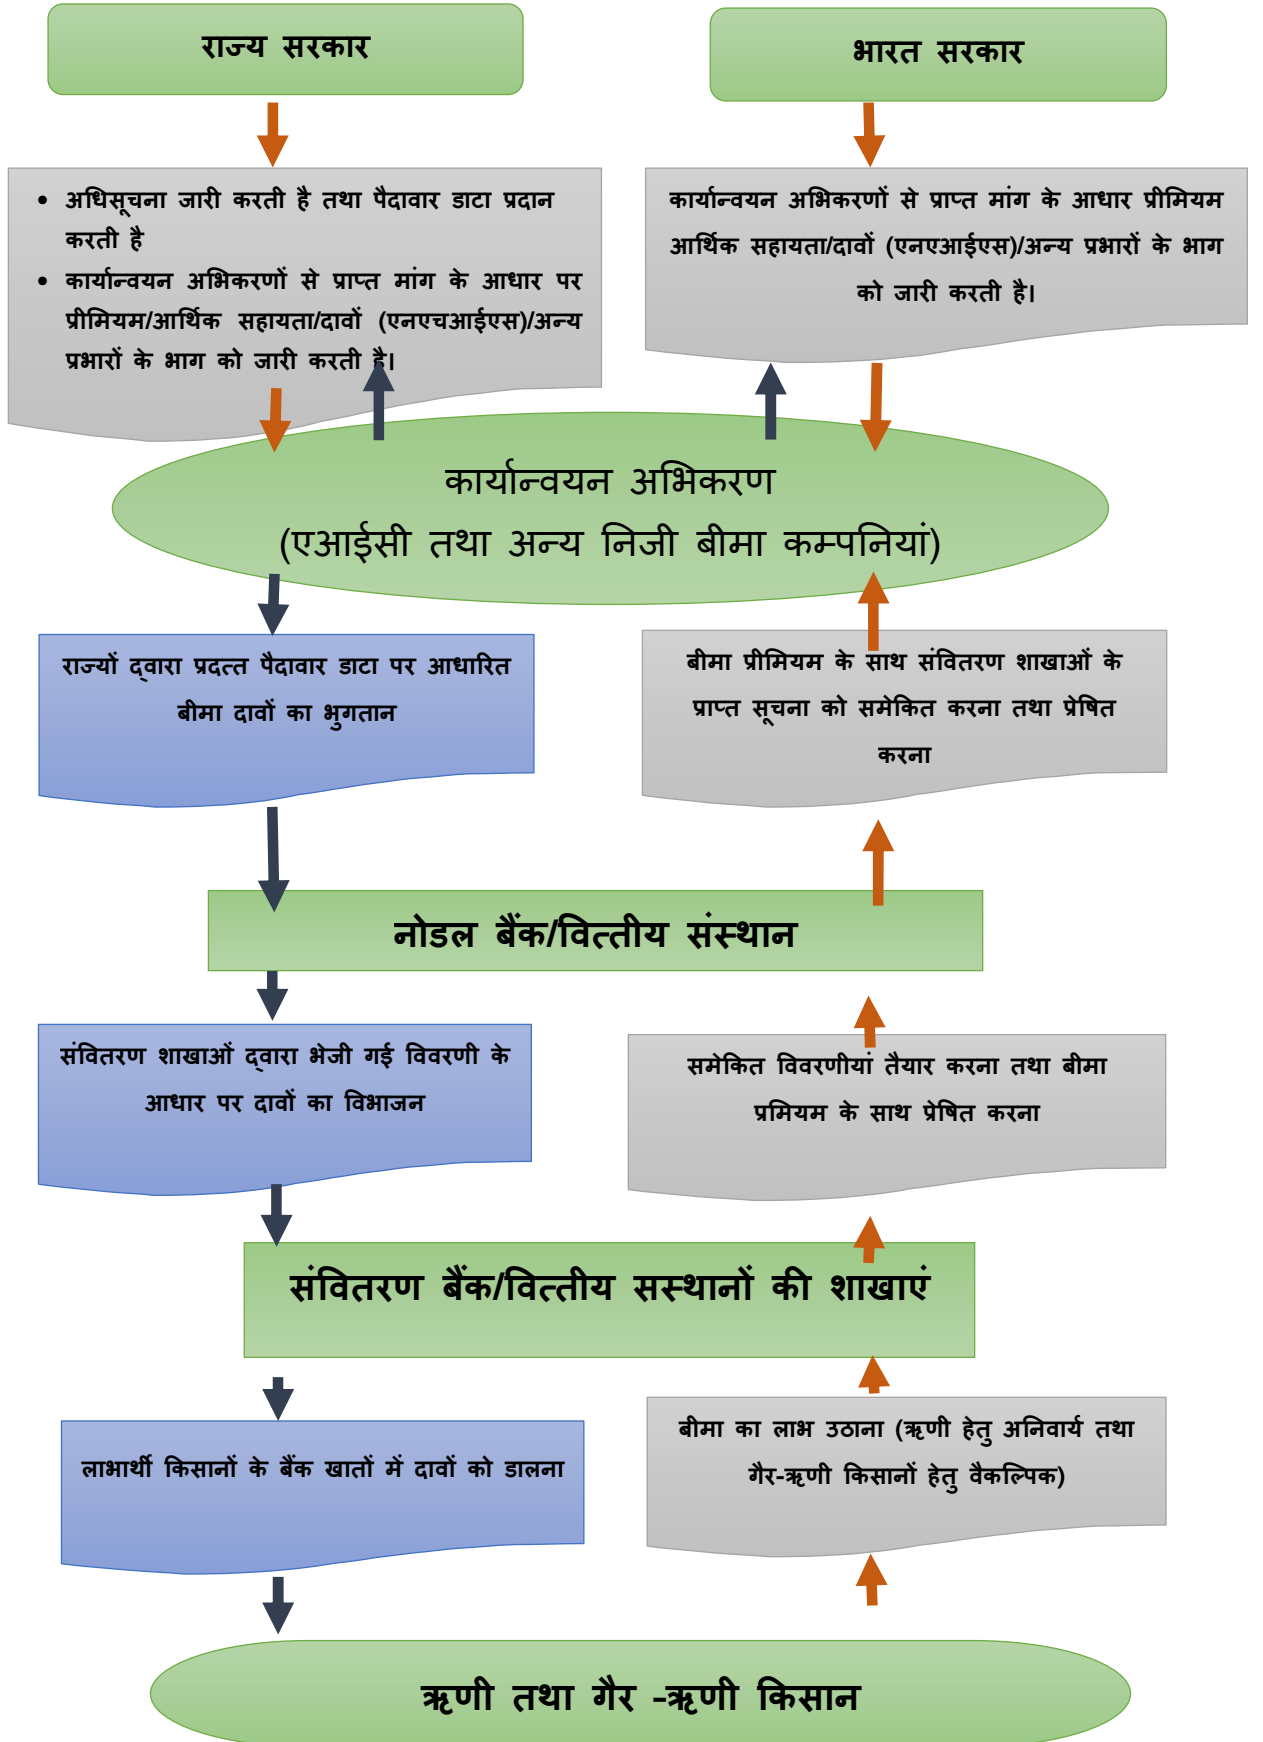 राज्य सरकार
भारत सरकार
• अधिसूचना जारी करती है तथा पैदावार डाटा प्रदान
करती है
• कार्यान्वयन अभिकरणों से प्राप्त मांग के आधार पर
प्रीमियम/आर्थिक सहायता/दावों (एनएचआईएस)/अन्य
प्रभारों के भाग को जारी करती है।
कार्यान्वयन अभिकरणों से प्राप्त मांग के आधार प्रीमियम
आर्थिक सहायता/दावों (एनएआईएस)/अन्य प्रभारों के भाग
को जारी करती है।
कार्यान्वयन अभिकरण
(एआईसी तथा अन्य निजी बीमा कम्पनियां)
राज्यों द्वारा प्रदत्त पैदावार डाटा पर आधारित
बीमा दावों का भुगतान
बीमा प्रीमियम के साथ संवितरण शाखाओं के
प्राप्त सूचना को समेकित करना तथा प्रेषित
करना
नोडल बैंक/वित्तीय संस्थान
संवितरण शाखाओं द्वारा भेजी गई विवरणी के
आधार पर दावों का विभाजन
समेकित विवरणीयां तैयार करना तथा बीमा
प्रमियम के साथ प्रेषित करना
संवितरण बैंक/वित्तीय सस्थानों की शाखाएं
लाभार्थी किसानों के बैंक खातों में दावों को डालना
बीमा का लाभ उठाना (ऋणी हेतु अनिवार्य तथा
गैर-ऋणी किसानों हेतु वैकल्पिक)
ऋणी तथा गैर –ऋणी किसान